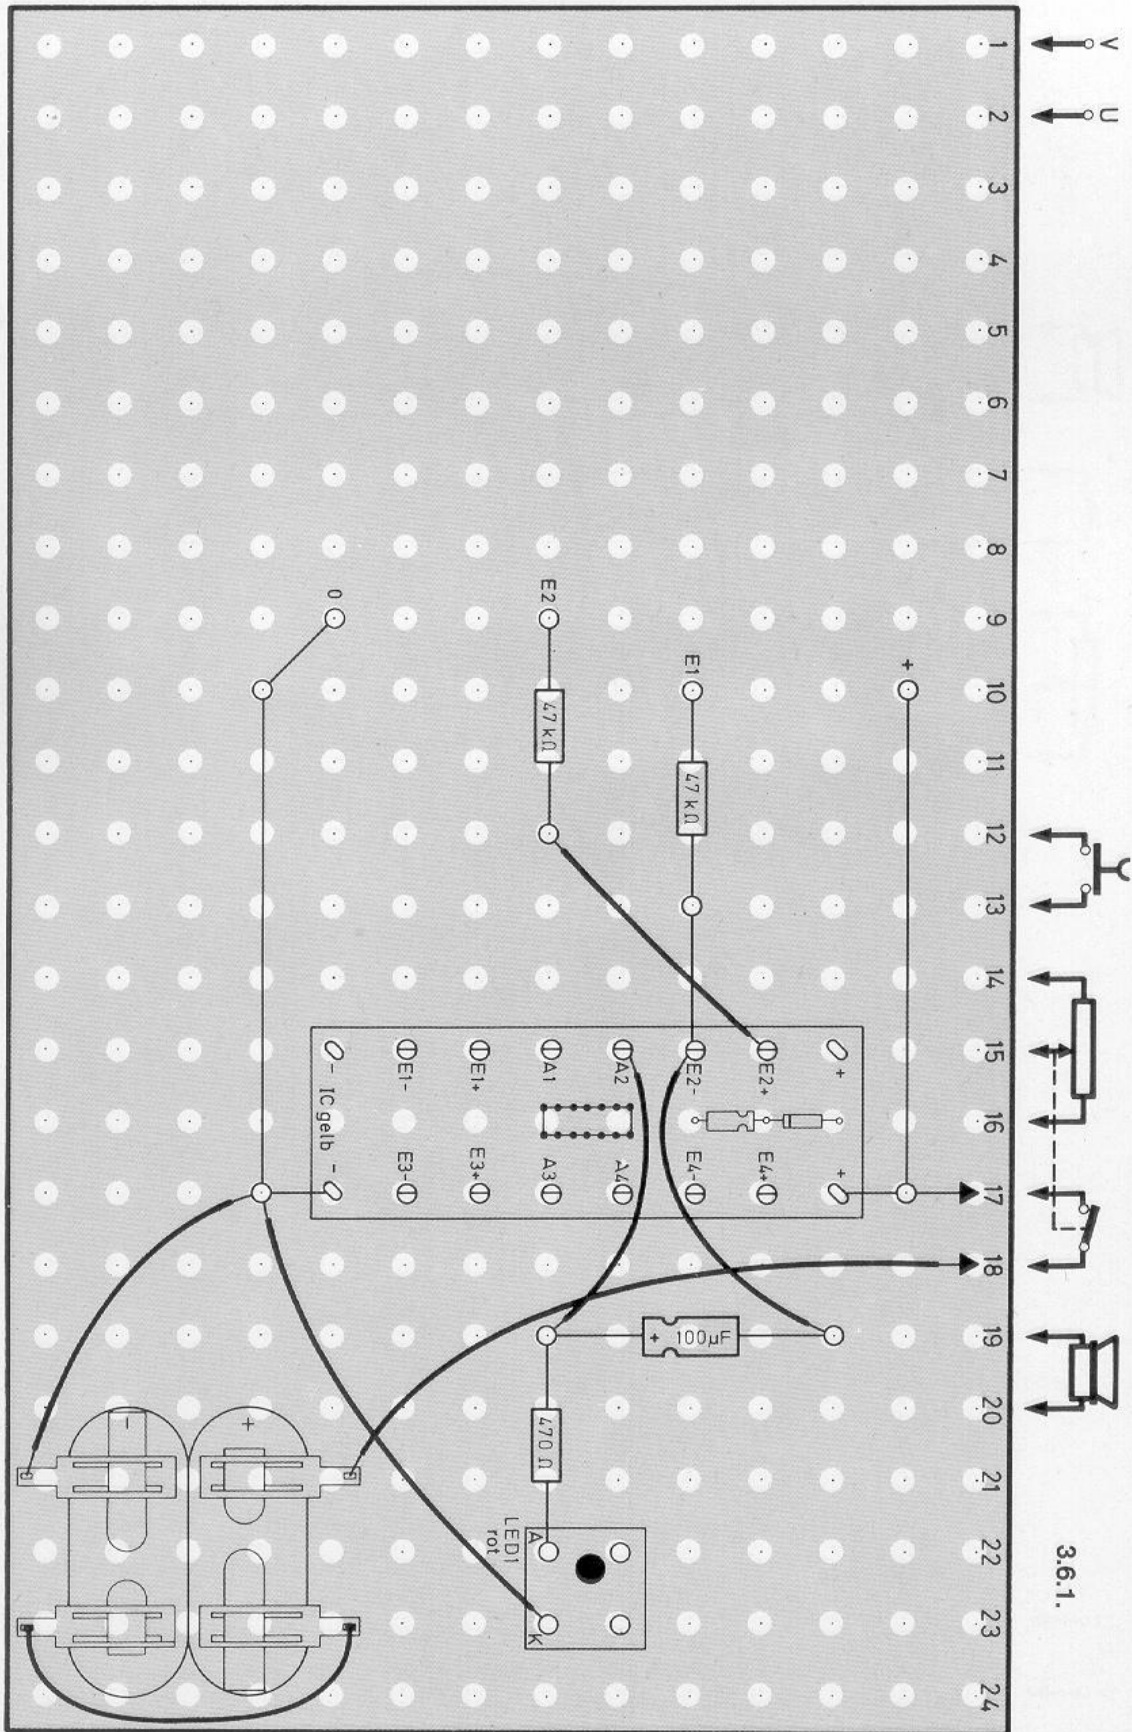 1 2 3 4 5 6 7 8 9 10 11 12 13 14 15 16 17 18 19 20 21 22 23 24
V
U
3.6.1.
+
E1
E2
0
47 kΩ
47 kΩ
+
E2+
E2-
A2
A1
E1+
E1-
-
IC gelb
+
E4+
E4-
A4
A3
E3+
E3-
-
+ 100µF
470 Ω
A
K
LED1
rot
+
-